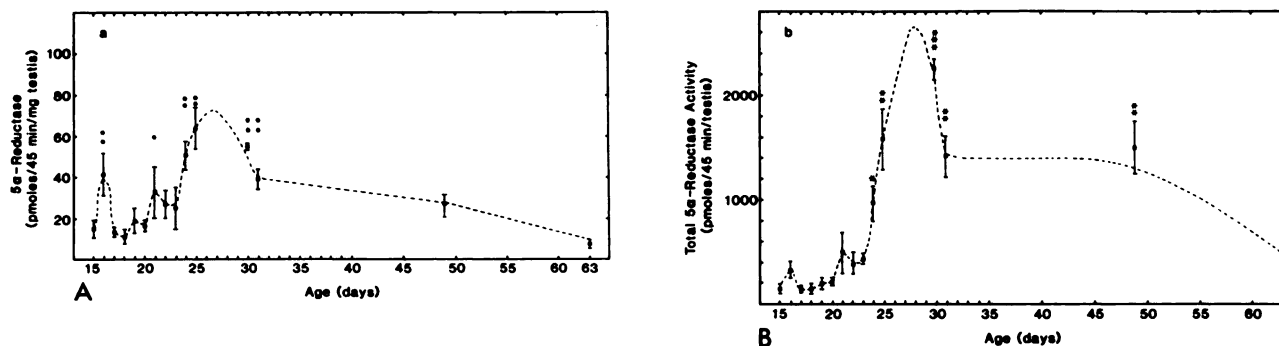 a
5α-Reductase
(pmoles/45 min/mg testis)
100
80
60
40
20
15 20 25 30 35 40 45 50 55 60 63
Age (days)
A
b
Total 5α-Reductase Activity
(pmoles/45 min/testis)
2000
1000
15 20 25 30 35 40 45 50 55 60
Age (days)
B